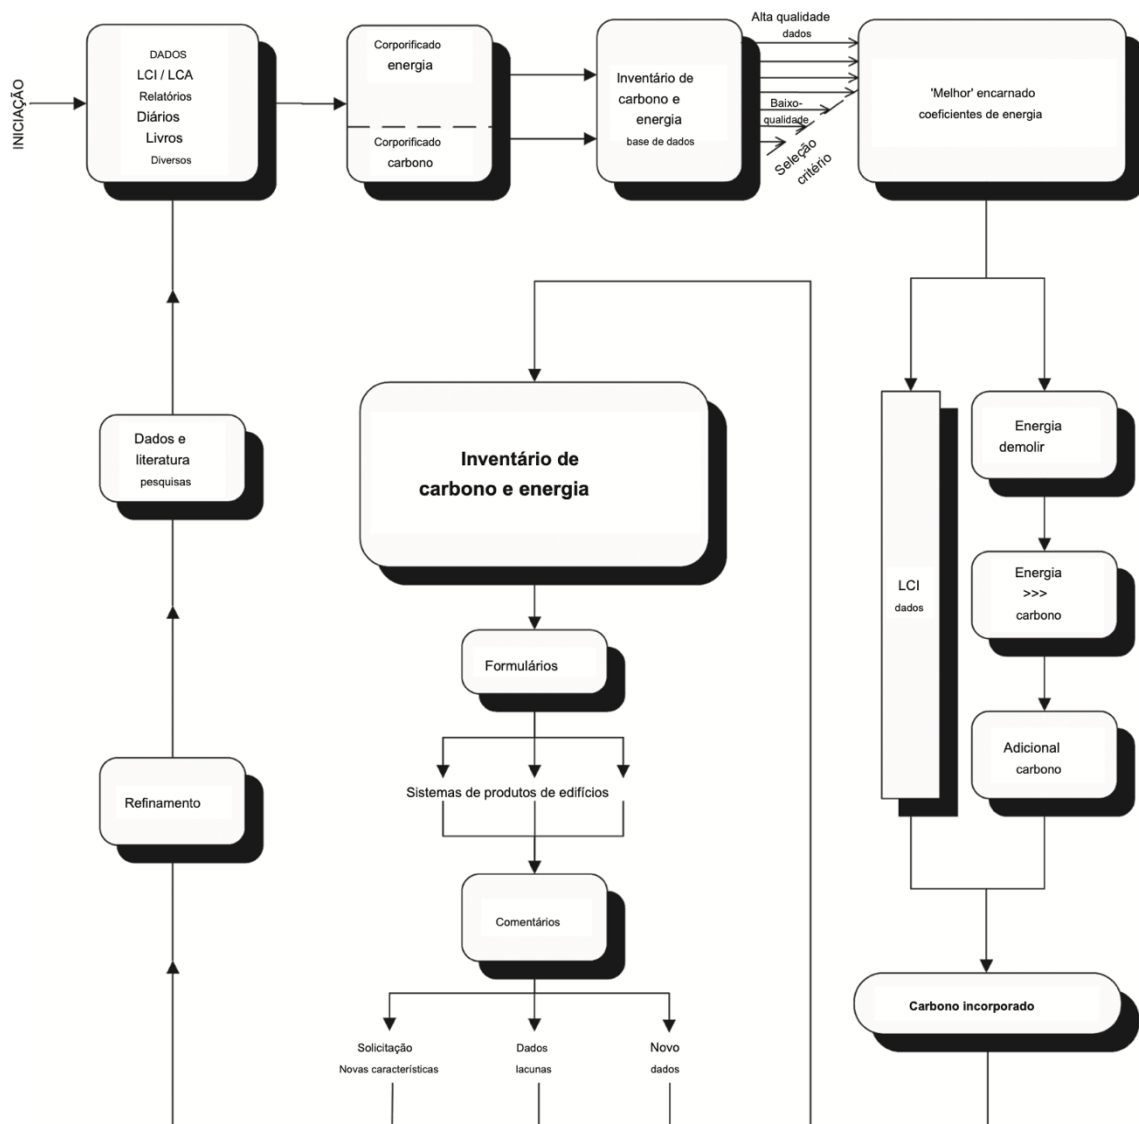 INICIAÇÃO
DADOS
LCI / LCA
Relatórios
Diários
Livros
Diversos
Corporificado
energia
Corporificado
carbono
Inventário de
carbono e
energia
base de dados
Alta qualidade
dados
Baixo-
qualidade
Seleção
critério
'Melhor' encarnado
coeficientes de energia
Dados e
literatura
pesquisas
Refinamento
Inventário de
carbono e energia
Formulários
Sistemas de produtos de edifícios
Comentários
Solicitação
Novas características
Dados
lacunas
Novo
dados
LCI
dados
Energia
demolir
Energia
>>>
carbono
Adicional
carbono
Carbono incorporado